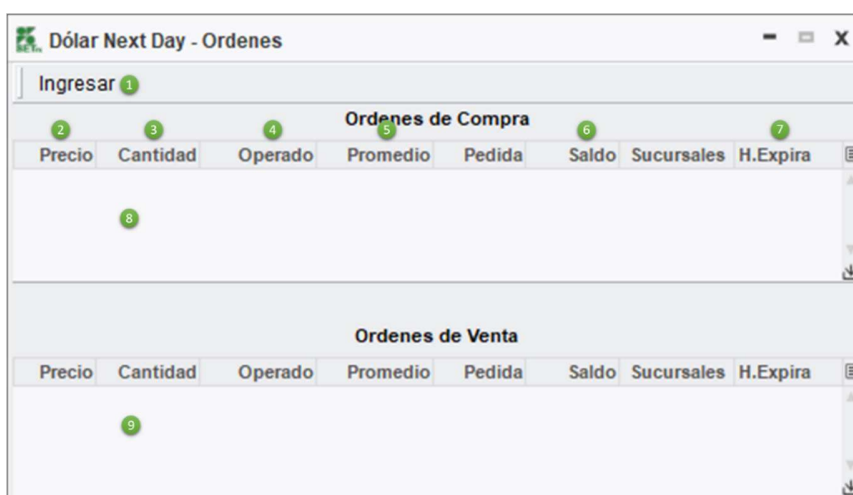 Dólar Next Day - Ordenes
Ingresar 1
Ordenes de Compra
2 3 4 5 6 7
Precio Cantidad Operado Promedio Pedida Saldo Sucursales H.Expira
8
Ordenes de Venta
Precio Cantidad Operado Promedio Pedida Saldo Sucursales H.Expira
9